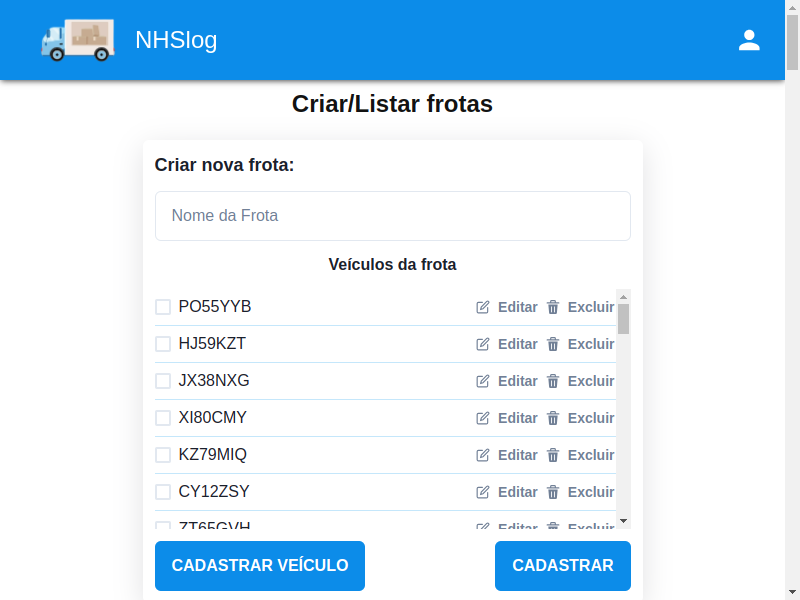 NHSlog
Criar/Listar frotas
Criar nova frota:
Nome da Frota
Veículos da frota
PO55YYB Editar Excluir
HJ59KZT Editar Excluir
JX38NXG Editar Excluir
XI80CMY Editar Excluir
KZ79MIQ Editar Excluir
CY12ZSY Editar Excluir
ZT65GVH Editar Excluir
CADASTRAR VEÍCULO CADASTRAR